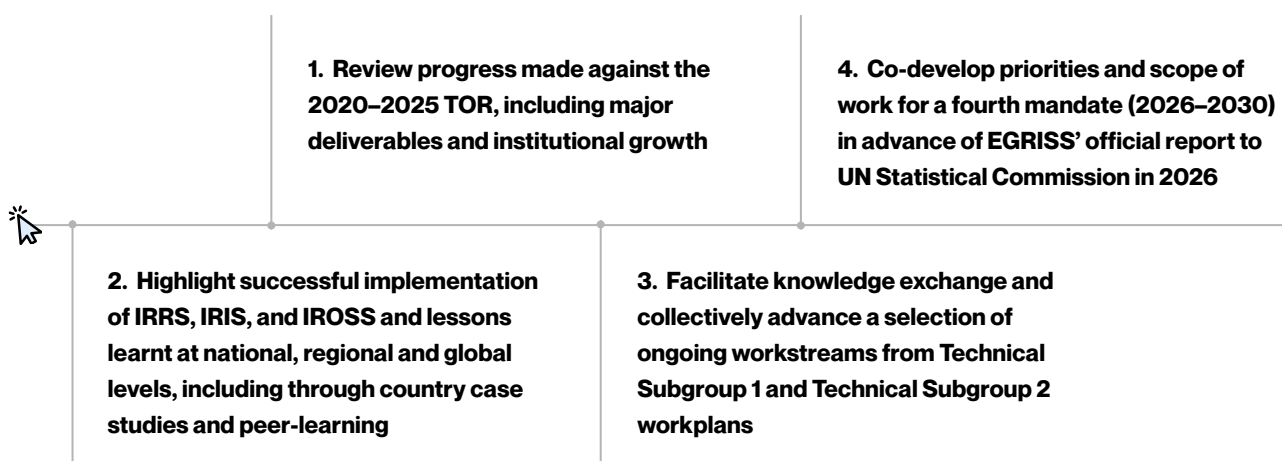 1. Review progress made against the
2020–2025 TOR, including major
deliverables and institutional growth
2. Highlight successful implementation
of IRRS, IRIS, and IROSS and lessons
learnt at national, regional and global
levels, including through country case
studies and peer-learning
3. Facilitate knowledge exchange and
collectively advance a selection of
ongoing workstreams from Technical
Subgroup 1 and Technical Subgroup 2
workplans
4. Co-develop priorities and scope of
work for a fourth mandate (2026–2030)
in advance of EGRISS’ official report to
UN Statistical Commission in 2026